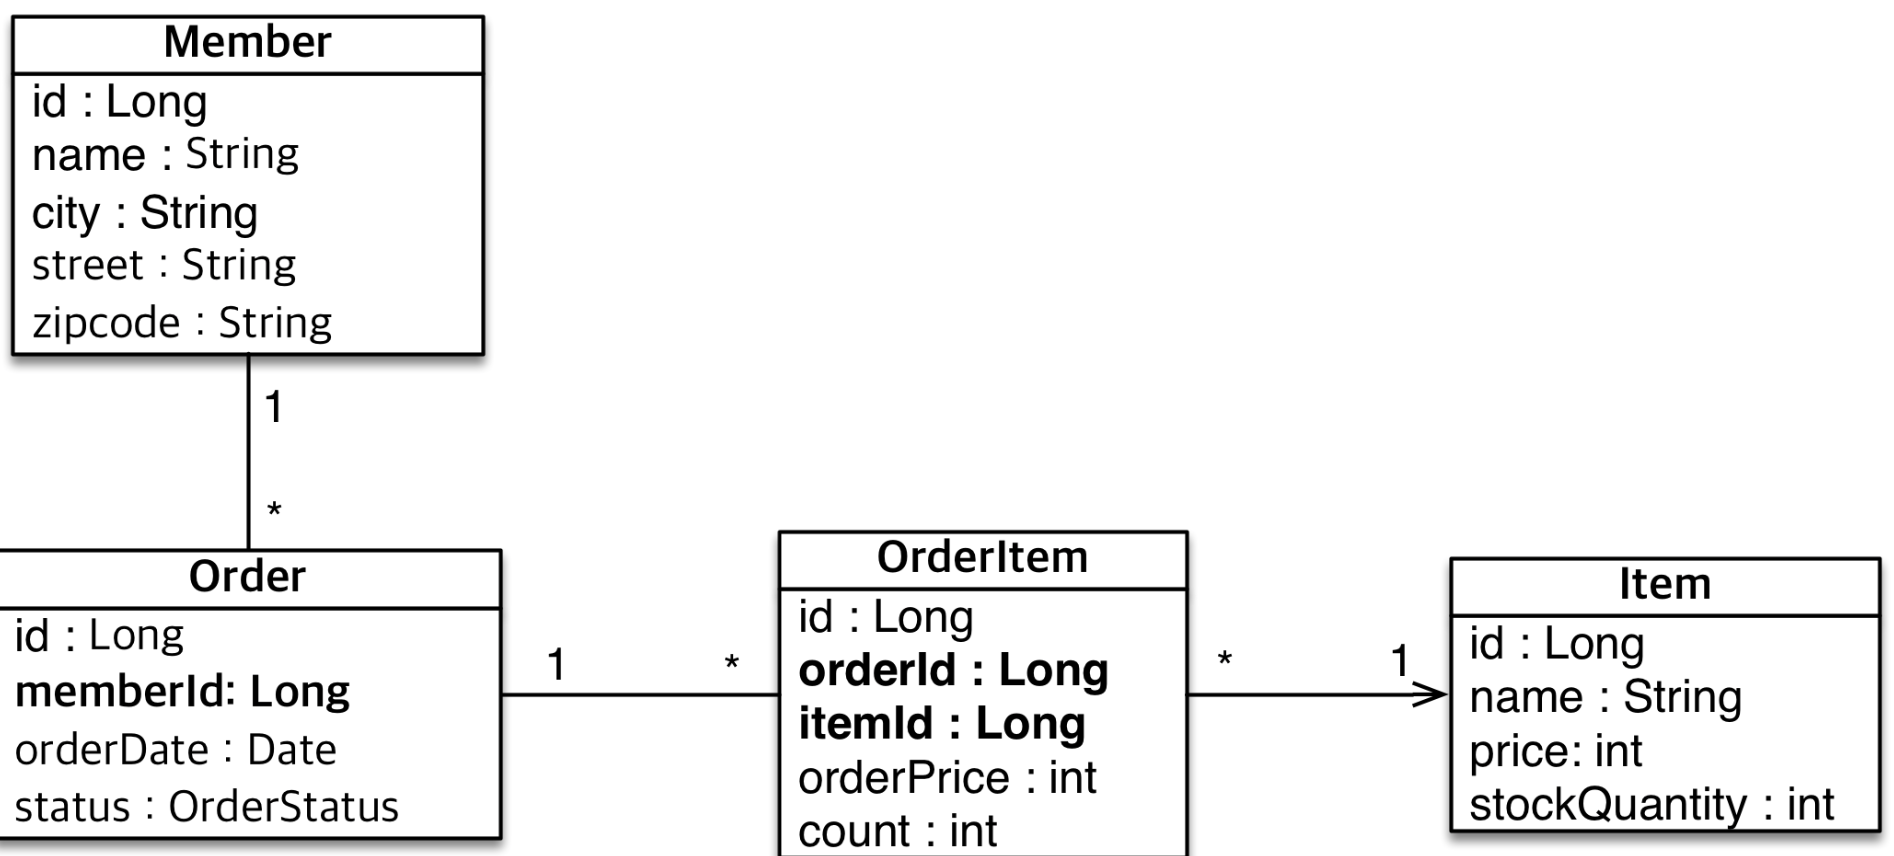 Member
id : Long
name : String
city : String
street : String
zipcode : String
1
*
Order
id : Long
memberId: Long
orderDate : Date
status : OrderStatus
1
*
OrderItem
id : Long
orderId : Long
itemId : Long
orderPrice : int
count : int
*
1
Item
id : Long
name : String
price: int
stockQuantity : int